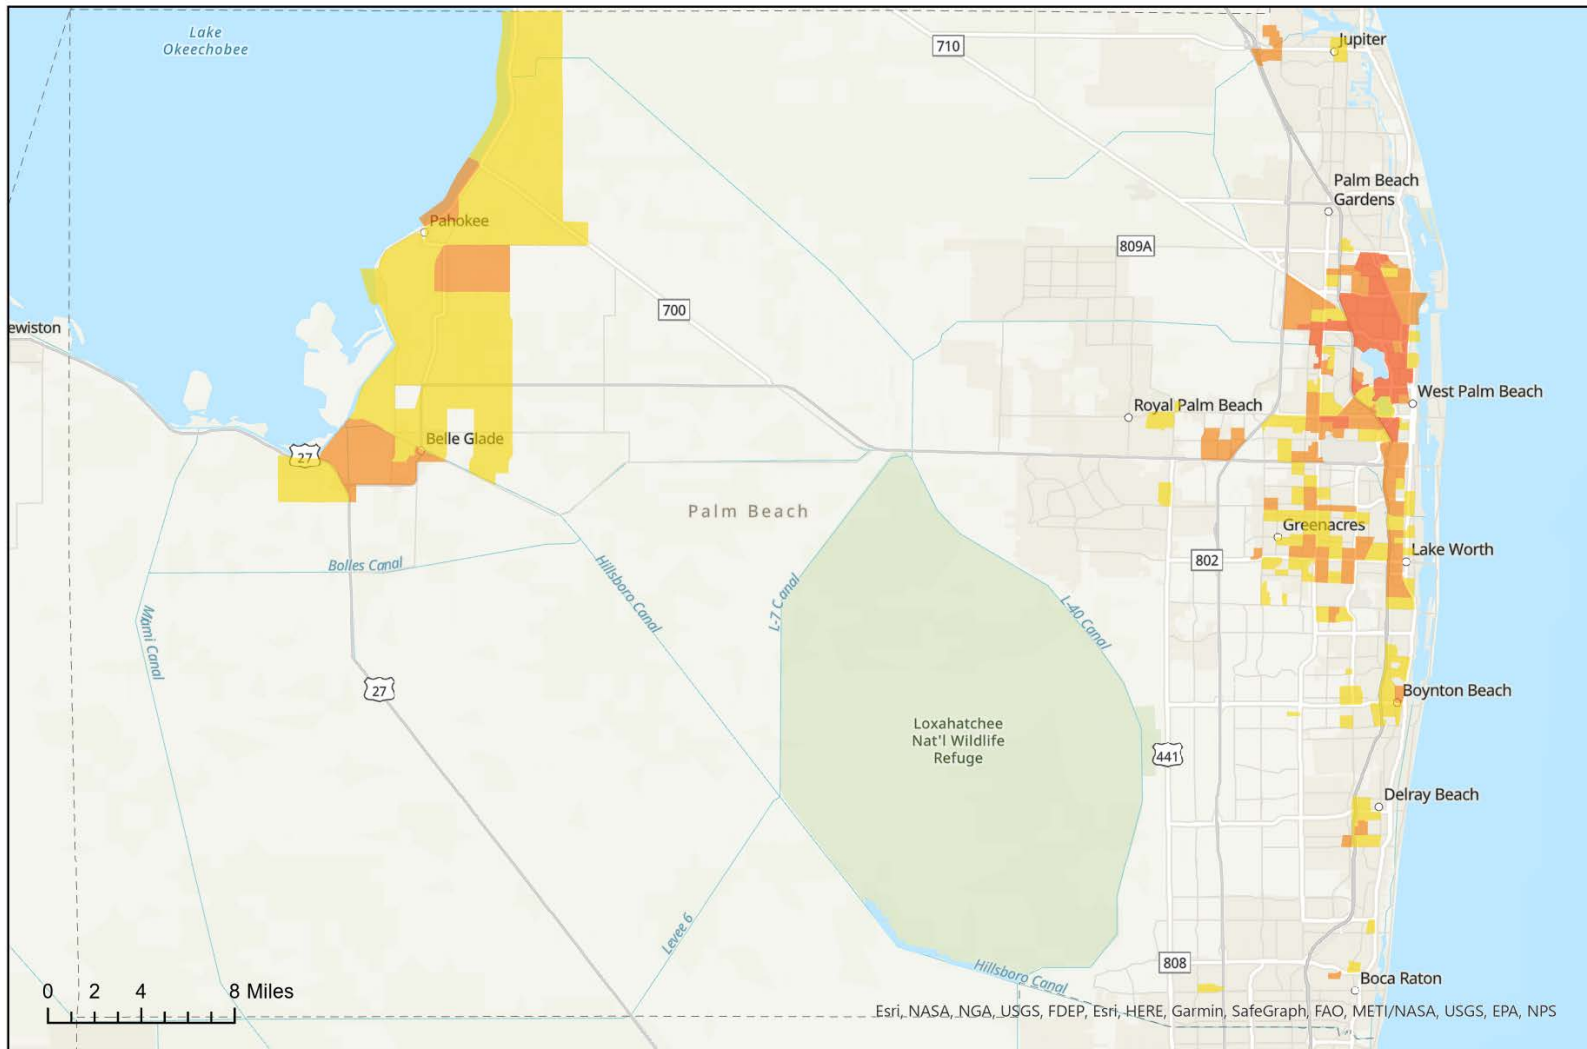 Lake
Okeechobee
710
Jupiter
Palm Beach
Gardens
Pahokee
809A
700
ewiston
West Palm Beach
Royal Palm Beach
Belle Glade
27
Palm Beach
Greenacres
Lake Worth
802
Bolles Canal
Hillsboro Canal
L-7 Canal
L-40 Canal
Miami Canal
27
Boynton Beach
Loxahatchee
Nat'l Wildlife
Refuge
441
Delray Beach
Levee 6
808
Hillsboro Canal
Boca Raton
0 2 4 8 Miles
Esri, NASA, NGA, USGS, FDEP, Esri, HERE, Garmin, SafeGraph, FAO, METI/NASA, USGS, EPA, NPS